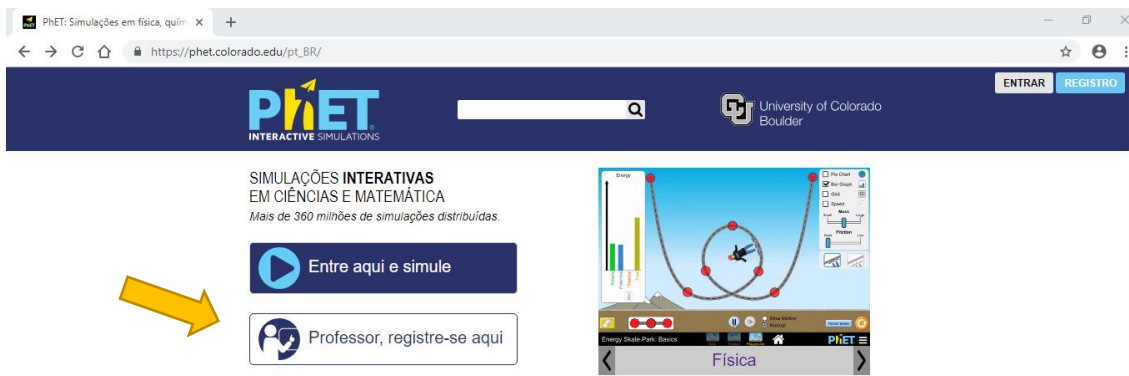 PhET: Simulações em física, quím
https://phet.colorado.edu/pt_BR/
ENTRAR REGISTRO
PhET
INTERACTIVE SIMULATIONS
University of Colorado
Boulder
SIMULAÇÕES INTERATIVAS
EM CIÊNCIAS E MATEMÁTICA
Mais de 360 milhões de simulações distribuídas.
Entre aqui e simule
Professor, registre-se aqui
Energy
Pie Chart
Bar Graph
Grid
Speed
Mass
Friction
Slow Motion
Normal
Energy Skate Park: Basics
PhET
Física